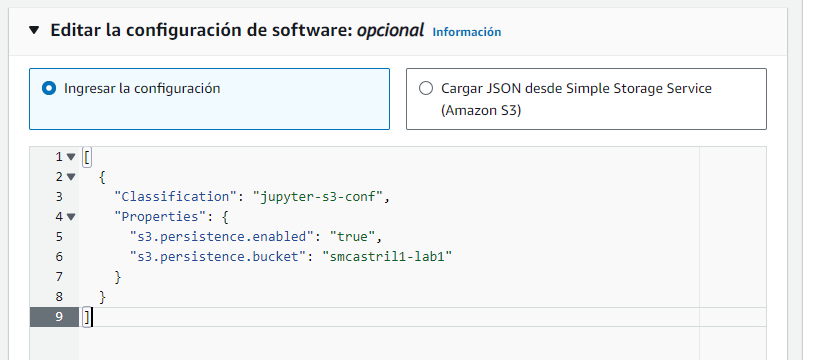 Editar la configuración de software: opcional Información
Ingresar la configuración
Cargar JSON desde Simple Storage Service
(Amazon S3)
1 [
2 {
3 "Classification": "jupyter-s3-conf",
4 "Properties": {
5 "s3.persistence.enabled": "true",
6 "s3.persistence.bucket": "smcastril1-lab1"
7 }
8 }
9 ]